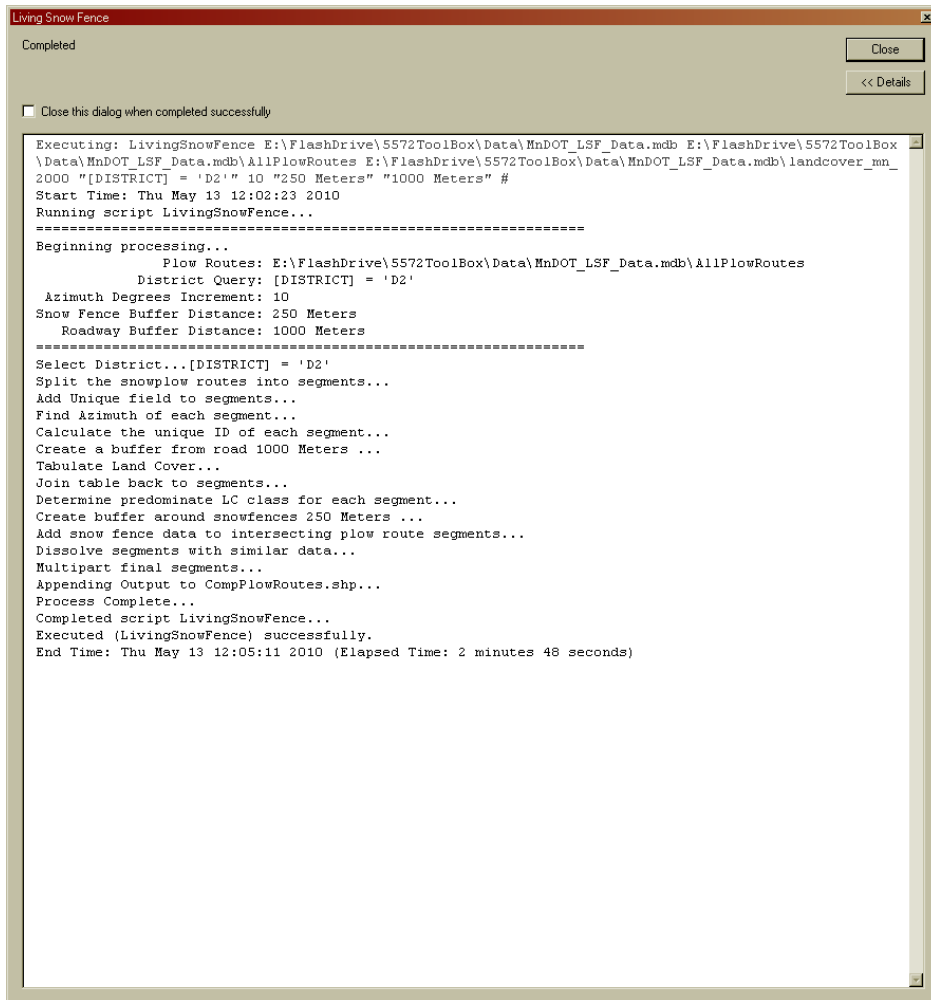 Living Snow Fence
Completed
Close
<< Details
Close this dialog when completed successfully
Executing: LivingSnowFence E:\FlashDrive\5572ToolBox\Data\MnDOT_LSF_Data.mdb E:\FlashDrive\5572ToolBox
\Data\MnDOT_LSF_Data.mdb\AllPlowRoutes E:\FlashDrive\5572ToolBox\Data\MnDOT_LSF_Data.mdb\landcover_mn_
2000 "[DISTRICT] = 'D2'" 10 "250 Meters" "1000 Meters" #
Start Time: Thu May 13 12:02:23 2010
Running script LivingSnowFence...
=================================================================
Beginning processing...
Plow Routes: E:\FlashDrive\5572ToolBox\Data\MnDOT_LSF_Data.mdb\AllPlowRoutes
District Query: [DISTRICT] = 'D2'
Azimuth Degrees Increment: 10
Snow Fence Buffer Distance: 250 Meters
Roadway Buffer Distance: 1000 Meters
=================================================================
Select District...[DISTRICT] = 'D2'
Split the snowplow routes into segments...
Add Unique field to segments...
Find Azimuth of each segment...
Calculate the unique ID of each segment...
Create a buffer from road 1000 Meters ...
Tabulate Land Cover...
Join table back to segments...
Determine predominate LC class for each segment...
Create buffer around snowfences 250 Meters ...
Add snow fence data to intersecting plow route segments...
Dissolve segments with similar data...
Multipart final segments...
Appending Output to CompPlowRoutes.shp...
Process Complete...
Completed script LivingSnowFence...
Executed (LivingSnowFence) successfully.
End Time: Thu May 13 12:05:11 2010 (Elapsed Time: 2 minutes 48 seconds)